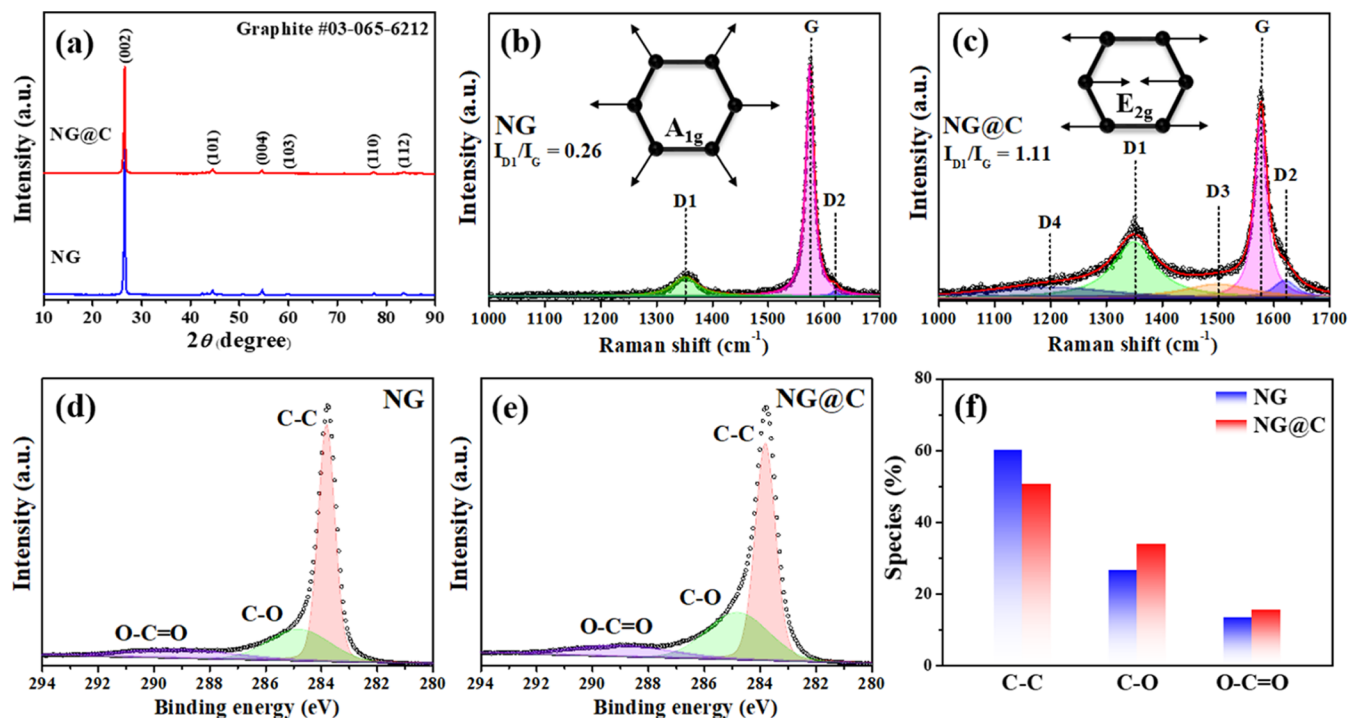 (a)
Graphite #03-065-6212
(002)
NG@C
(101)
(004)
(103)
(110)
(112)
NG
Intensity (a.u.)
10 20 30 40 50 60 70 80 90
2θ (degree)
(b)
G
NG
I_D1/I_G = 0.26
A_1g
D1
D2
Intensity (a.u.)
1000 1100 1200 1300 1400 1500 1600 1700
Raman shift (cm⁻¹)
(c)
G
E_2g
NG@C
I_D1/I_G = 1.11
D1
D4
D3
D2
Intensity (a.u.)
1000 1100 1200 1300 1400 1500 1600 1700
Raman shift (cm⁻¹)
(d)
NG
C-C
C-O
O-C=O
Intensity (a.u.)
294 292 290 288 286 284 282 280
Binding energy (eV)
(e)
NG@C
C-C
C-O
O-C=O
Intensity (a.u.)
294 292 290 288 286 284 282 280
Binding energy (eV)
(f)
NG
NG@C
Species (%)
80
60
40
20
0
C-C C-O O-C=O